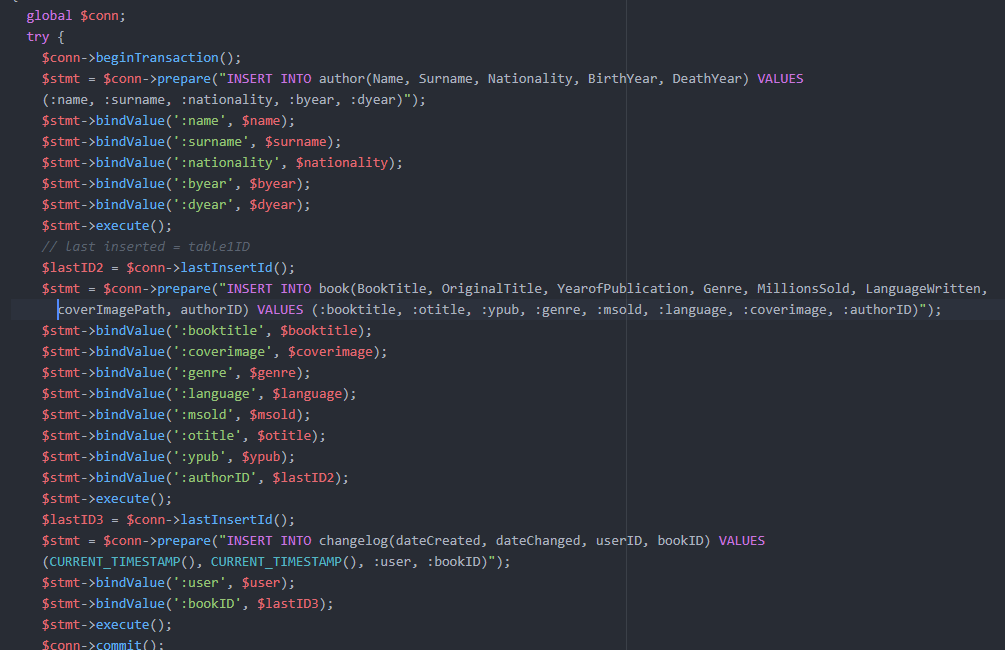 {
global $conn;
try {
$conn->beginTransaction();
$stmt = $conn->prepare("INSERT INTO author(Name, Surname, Nationality, BirthYear, DeathYear) VALUES
(:name, :surname, :nationality, :byear, :dyear)");
$stmt->bindValue(':name', $name);
$stmt->bindValue(':surname', $surname);
$stmt->bindValue(':nationality', $nationality);
$stmt->bindValue(':byear', $byear);
$stmt->bindValue(':dyear', $dyear);
$stmt->execute();
// last inserted = table1ID
$lastID2 = $conn->lastInsertId();
$stmt = $conn->prepare("INSERT INTO book(BookTitle, OriginalTitle, YearofPublication, Genre, MillionsSold, LanguageWritten,
coverImagePath, authorID) VALUES (:booktitle, :otitle, :ypub, :genre, :msold, :language, :coverimage, :authorID)");
$stmt->bindValue(':booktitle', $booktitle);
$stmt->bindValue(':coverimage', $coverimage);
$stmt->bindValue(':genre', $genre);
$stmt->bindValue(':language', $language);
$stmt->bindValue(':msold', $msold);
$stmt->bindValue(':otitle', $otitle);
$stmt->bindValue(':ypub', $ypub);
$stmt->bindValue(':authorID', $lastID2);
$stmt->execute();
$lastID3 = $conn->lastInsertId();
$stmt = $conn->prepare("INSERT INTO changelog(dateCreated, dateChanged, userID, bookID) VALUES
(CURRENT_TIMESTAMP(), CURRENT_TIMESTAMP(), :user, :bookID)");
$stmt->bindValue(':user', $user);
$stmt->bindValue(':bookID', $lastID3);
$stmt->execute();
$conn->commit();